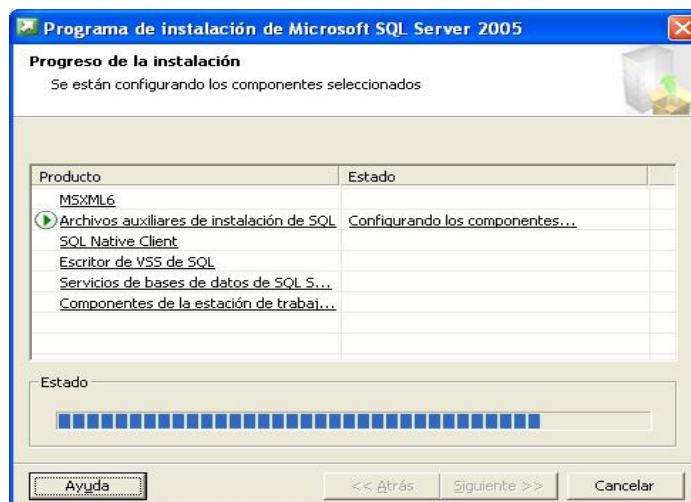 Programa de instalación de Microsoft SQL Server 2005
Progreso de la instalación
Se están configurando los componentes seleccionados
Producto Estado
MSXML6
Archivos auxiliares de instalación de SQL Configurando los componentes...
SQL Native Client
Escritor de VSS de SQL
Servicios de bases de datos de SQL S...
Componentes de la estación de trabaj...
Estado
Ayuda << Atrás Siguiente >> Cancelar